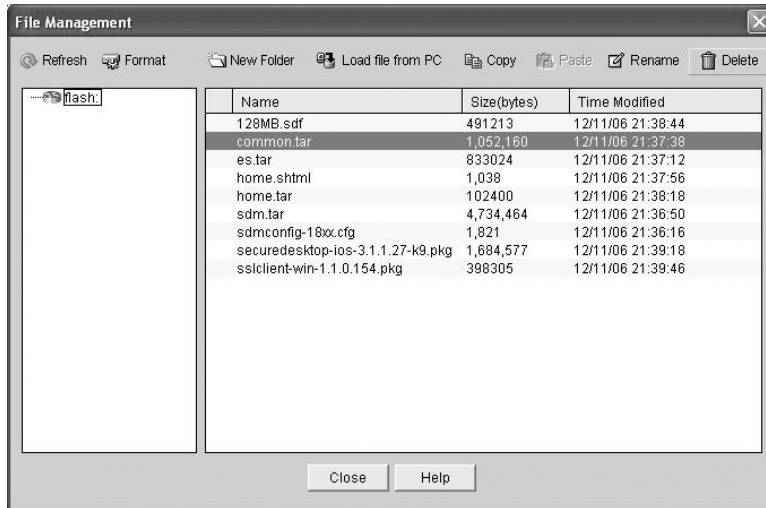 File Management
Refresh Format New Folder Load file from PC Copy Paste Rename Delete
flash:
Name Size(bytes) Time Modified
128MB.sdf 491213 12/11/06 21:38:44
common.tar 1,052,160 12/11/06 21:37:38
es.tar 833024 12/11/06 21:37:12
home.shtml 1,038 12/11/06 21:37:56
home.tar 102400 12/11/06 21:38:18
sdm.tar 4,734,464 12/11/06 21:36:50
sdmconfig-18xx.cfg 1,821 12/11/06 21:36:16
securedesktop-ios-3.1.1.27-k9.pkg 1,684,577 12/11/06 21:39:18
sslclient-win-1.1.0.154.pkg 398305 12/11/06 21:39:46
Close Help